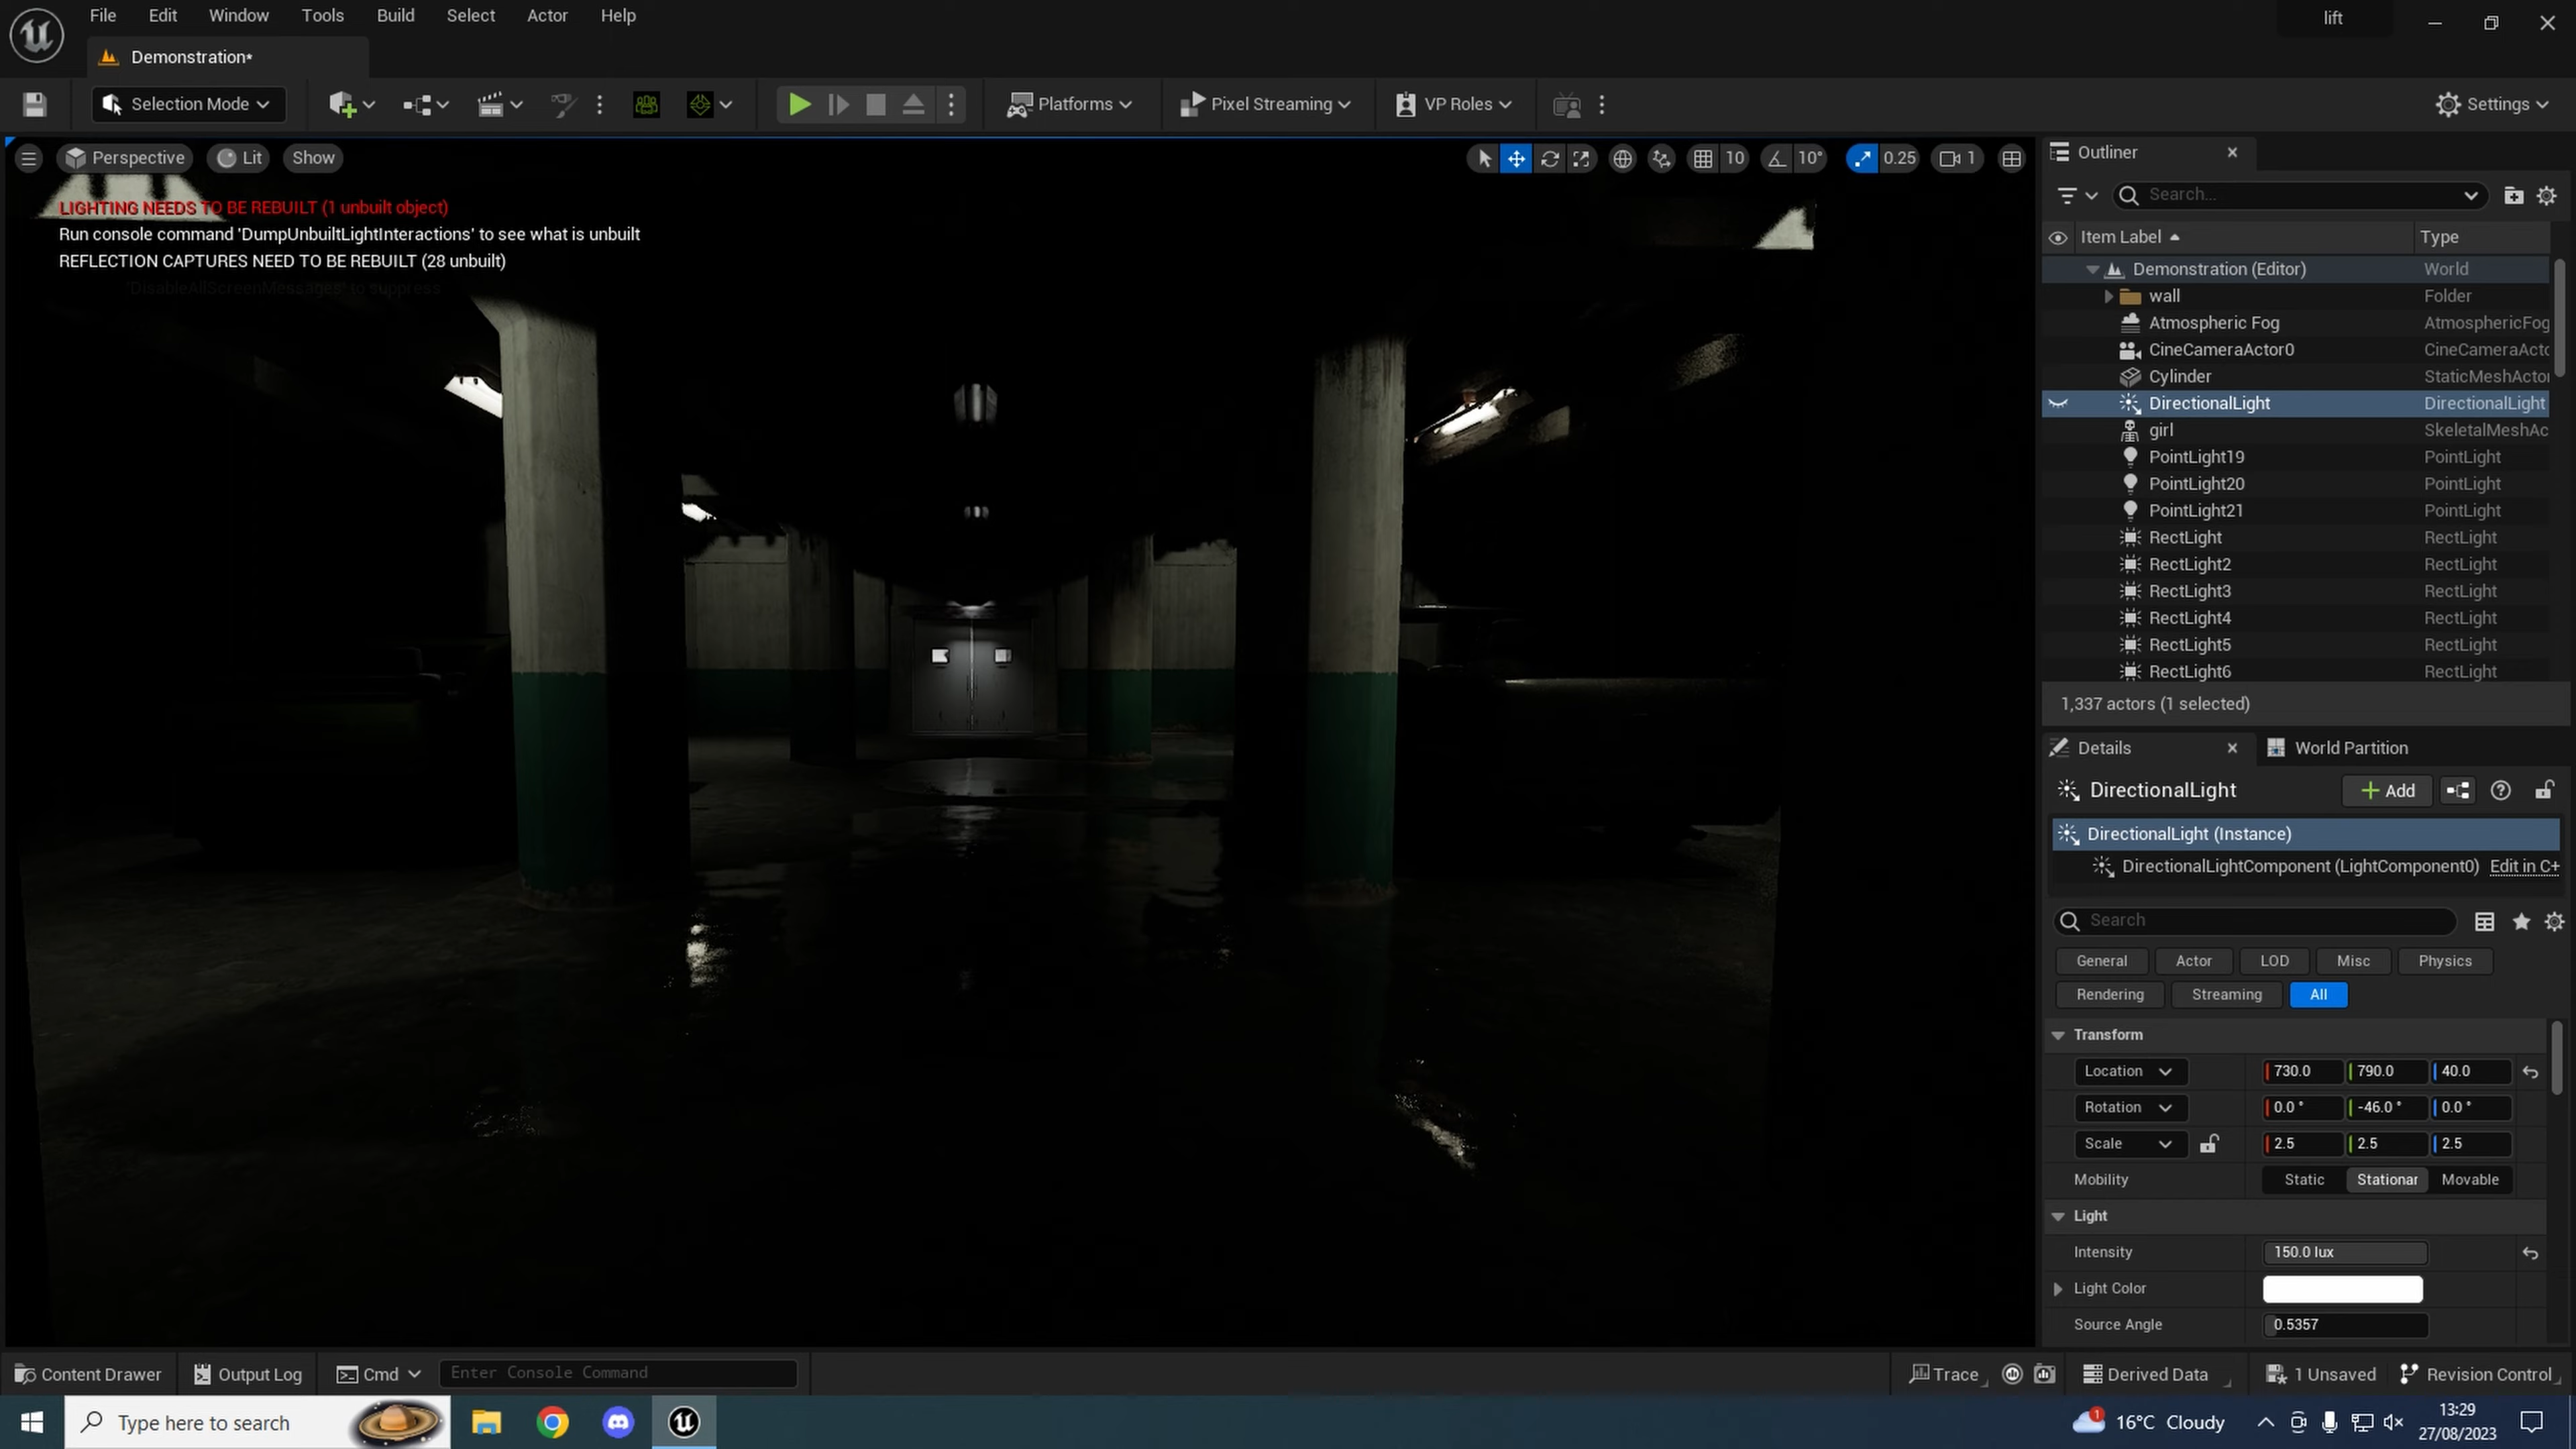 File Edit Window Tools Build Select Actor Help
lift
Demonstration*
Selection Mode
Platforms
Pixel Streaming
VP Roles
Settings
Perspective
Lit
Show
10
10°
0.25
1
LIGHTING NEEDS TO BE REBUILT (1 unbuilt object)
Run console command 'DumpUnbuiltLightInteractions' to see what is unbuilt
REFLECTION CAPTURES NEED TO BE REBUILT (28 unbuilt)
'DisableAllScreenMessages' to suppress
Outliner
Search...
Item Label Type
Demonstration (Editor) World
wall Folder
Atmospheric Fog AtmosphericFog
CineCameraActor0 CineCameraActo
Cylinder StaticMeshActor
DirectionalLight DirectionalLight
girl SkeletalMeshAc
PointLight19 PointLight
PointLight20 PointLight
PointLight21 PointLight
RectLight RectLight
RectLight2 RectLight
RectLight3 RectLight
RectLight4 RectLight
RectLight5 RectLight
RectLight6 RectLight
1,337 actors (1 selected)
Details
World Partition
DirectionalLight
Add
DirectionalLight (Instance)
DirectionalLightComponent (LightComponent0) Edit in C+
Search
General Actor LOD Misc Physics
Rendering Streaming All
Transform
Location 730.0 790.0 40.0
Rotation 0.0 ° -46.0 ° 0.0 °
Scale 2.5 2.5 2.5
Mobility Static Stationar Movable
Light
Intensity 150.0 lux
Light Color
Source Angle 0.5357
Content Drawer
Output Log
Cmd
Enter Console Command
Trace
Derived Data
1 Unsaved
Revision Control
Type here to search
1
16°C Cloudy
13:29
27/08/2023